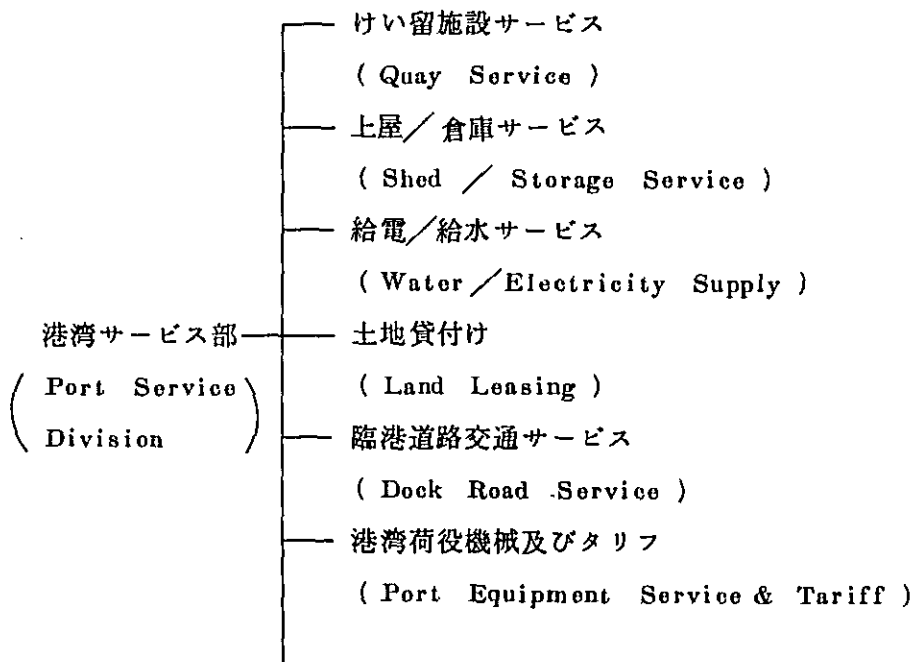 けい留施設サービス
( Quay Service )
上屋／倉庫サービス
( Shed ／ Storage Service )
給電／給水サービス
( Water／Electricity Supply )
港湾サービス部
土地貸付け
( Port Service
Division )
( Land Leasing )
臨港道路交通サービス
( Dock Road Service )
港湾荷役機械及びタリフ
( Port Equipment Service & Tariff )